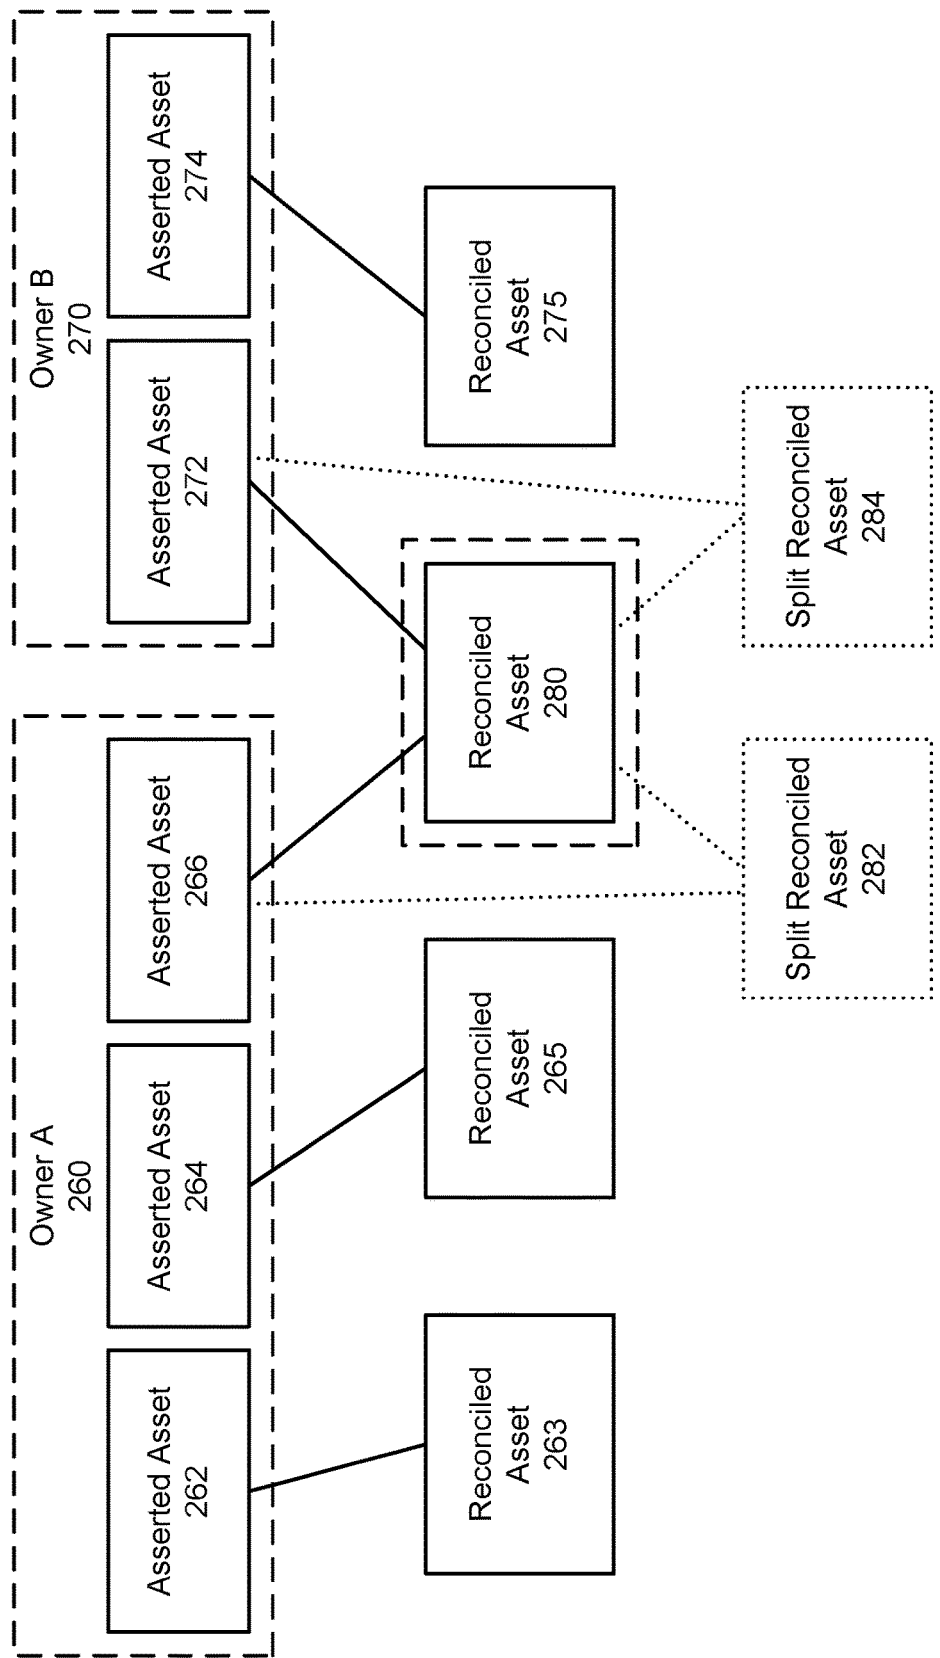 Owner A
260
Asserted Asset
262
Asserted Asset
264
Asserted Asset
266
Owner B
270
Asserted Asset
272
Asserted Asset
274
Reconciled
Asset
263
Reconciled
Asset
265
Reconciled
Asset
280
Reconciled
Asset
275
Split Reconciled
Asset
282
Split Reconciled
Asset
284